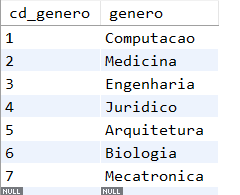 cd_genero genero
1 Computacao
2 Medicina
3 Engenharia
4 Juridico
5 Arquitetura
6 Biologia
7 Mecatronica
NULL NULL